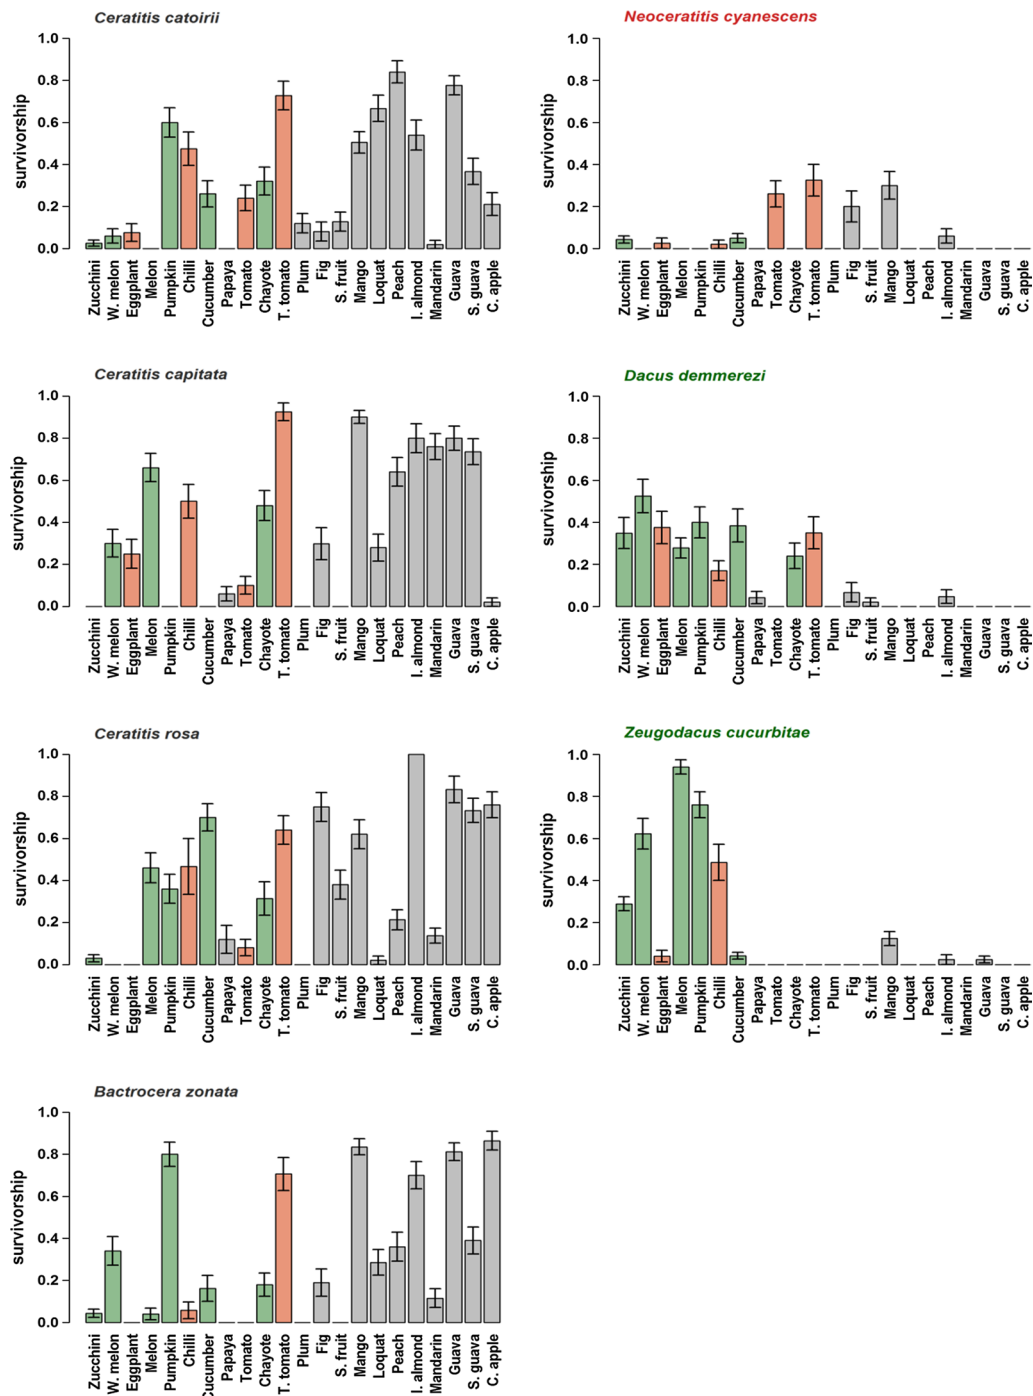 Ceratitis catoirii
1.0
0.8
0.6
0.4
0.2
0.0
survivorship
Zucchini
W. melon
Eggplant
Melon
Pumpkin
Chilli
Cucumber
Papaya
Tomato
Chayote
T. tomato
Plum
Fig
S. fruit
Mango
Loquat
Peach
I. almond
Mandarin
Guava
S. guava
C. apple
Neoceratitis cyanescens
1.0
0.8
0.6
0.4
0.2
0.0
survivorship
Zucchini
W. melon
Eggplant
Melon
Pumpkin
Chilli
Cucumber
Papaya
Tomato
Chayote
T. tomato
Plum
Fig
S. fruit
Mango
Loquat
Peach
I. almond
Mandarin
Guava
S. guava
C. apple
Ceratitis capitata
1.0
0.8
0.6
0.4
0.2
0.0
survivorship
Zucchini
W. melon
Eggplant
Melon
Pumpkin
Chilli
Cucumber
Papaya
Tomato
Chayote
T. tomato
Plum
Fig
S. fruit
Mango
Loquat
Peach
I. almond
Mandarin
Guava
S. guava
C. apple
Dacus demmerezi
1.0
0.8
0.6
0.4
0.2
0.0
survivorship
Zucchini
W. melon
Eggplant
Melon
Pumpkin
Chilli
Cucumber
Papaya
Tomato
Chayote
T. tomato
Plum
Fig
S. fruit
Mango
Loquat
Peach
I. almond
Mandarin
Guava
S. guava
C. apple
Ceratitis rosa
1.0
0.8
0.6
0.4
0.2
0.0
survivorship
Zucchini
W. melon
Eggplant
Melon
Pumpkin
Chilli
Cucumber
Papaya
Tomato
Chayote
T. tomato
Plum
Fig
S. fruit
Mango
Loquat
Peach
I. almond
Mandarin
Guava
S. guava
C. apple
Zeugodacus cucurbitae
1.0
0.8
0.6
0.4
0.2
0.0
survivorship
Zucchini
W. melon
Eggplant
Melon
Pumpkin
Chilli
Cucumber
Papaya
Tomato
Chayote
T. tomato
Plum
Fig
S. fruit
Mango
Loquat
Peach
I. almond
Mandarin
Guava
S. guava
C. apple
Bactrocera zonata
1.0
0.8
0.6
0.4
0.2
0.0
survivorship
Zucchini
W. melon
Eggplant
Melon
Pumpkin
Chilli
Cucumber
Papaya
Tomato
Chayote
T. tomato
Plum
Fig
S. fruit
Mango
Loquat
Peach
I. almond
Mandarin
Guava
S. guava
C. apple